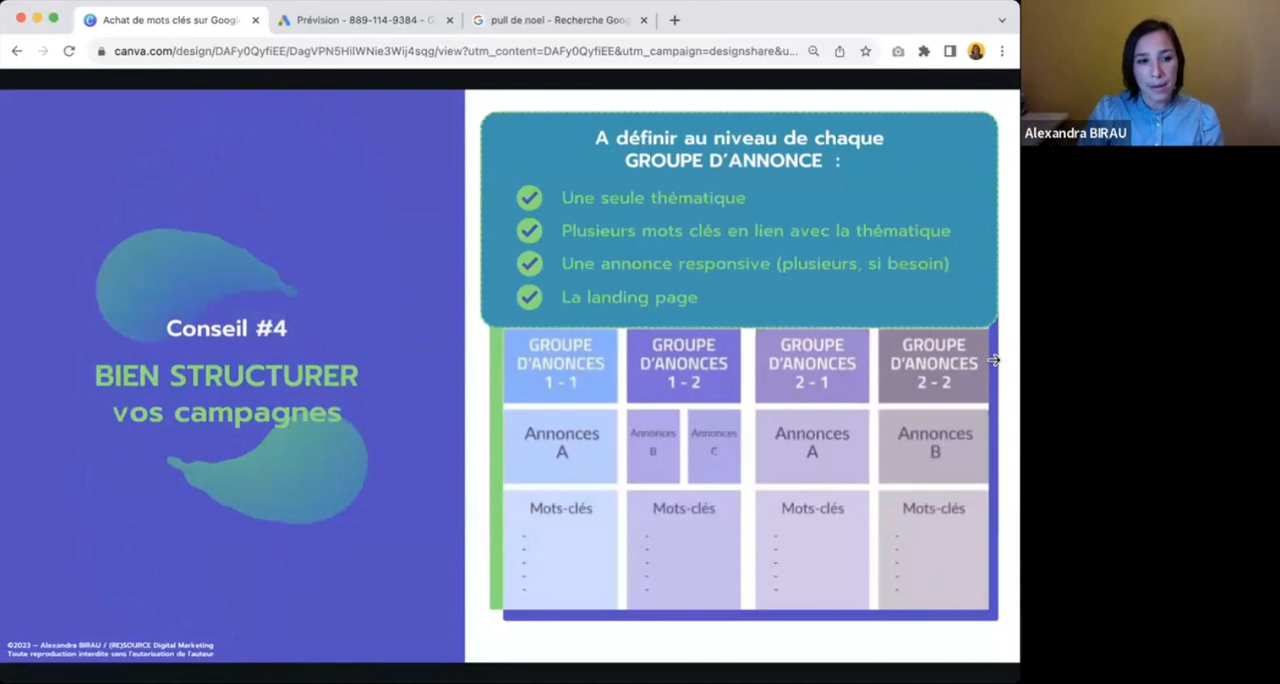 Achat de mots clés sur Googl
Prévision - 889-114-9384 - G
pull de noel - Recherche Goog
canva.com/design/DAFy0QyfiEE/DagVPN5HilWNie3Wij4sqg/view?utm_content=DAFy0QyfiEE&utm_campaign=designshare&u...
Alexandra BIRAU
Conseil #4
BIEN STRUCTURER
vos campagnes
©2023 – Alexandra BIRAU / (RE)SOURCE Digital Marketing
Toute reproduction interdite sans l'autorisation de l'auteur
A définir au niveau de chaque
GROUPE D'ANNONCE :
Une seule thématique
Plusieurs mots clés en lien avec la thématique
Une annonce responsive (plusieurs, si besoin)
La landing page
GROUPE D'ANONCES 1 - 1
GROUPE D'ANONCES 1 - 2
GROUPE D'ANONCES 2 - 1
GROUPE D'ANONCES 2 - 2
Annonces A
Annonces B
Annonces C
Annonces A
Annonces B
Mots-clés
Mots-clés
Mots-clés
Mots-clés